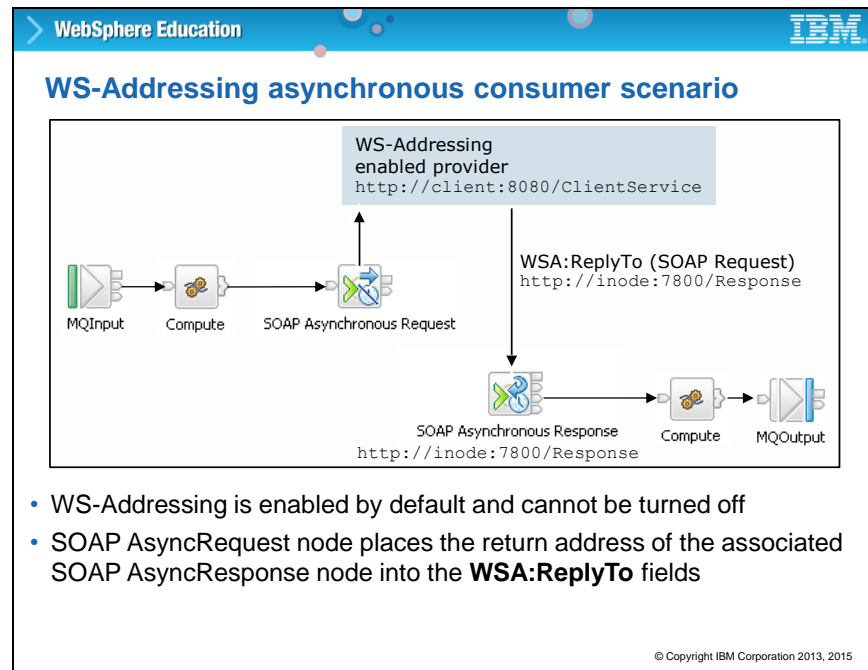 WebSphere Education
IBM
WS-Addressing asynchronous consumer scenario
WS-Addressing
enabled provider
http://client:8080/ClientService
WSA:ReplyTo (SOAP Request)
http://inode:7800/Response
MQInput
Compute
SOAP Asynchronous Request
SOAP Asynchronous Response
http://inode:7800/Response
Compute
MQOutput
• WS-Addressing is enabled by default and cannot be turned off
• SOAP AsyncRequest node places the return address of the associated
SOAP AsyncResponse node into the WSA:ReplyTo fields
© Copyright IBM Corporation 2013, 2015